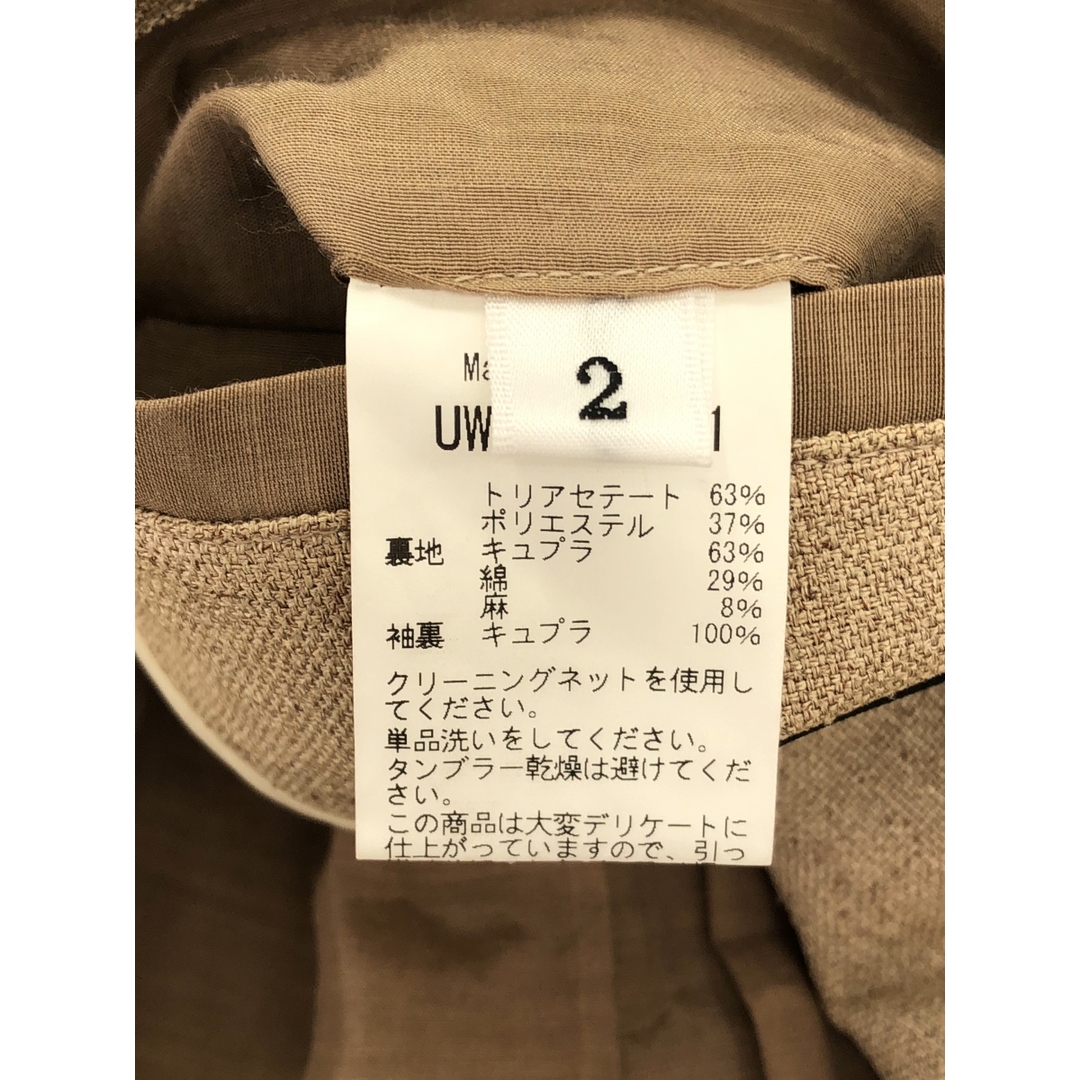 2
トリアセテート 63%
ポリエステル 37%
裏地 キュプラ 63%
綿 29%
麻 8%
袖裏 キュプラ 100%
クリーニングネットを使用し
てください。
単品洗いをしてください。
タンブラー乾燥は避けてくだ
さい。
この商品は大変デリケートに
仕上がっていますので、引っ